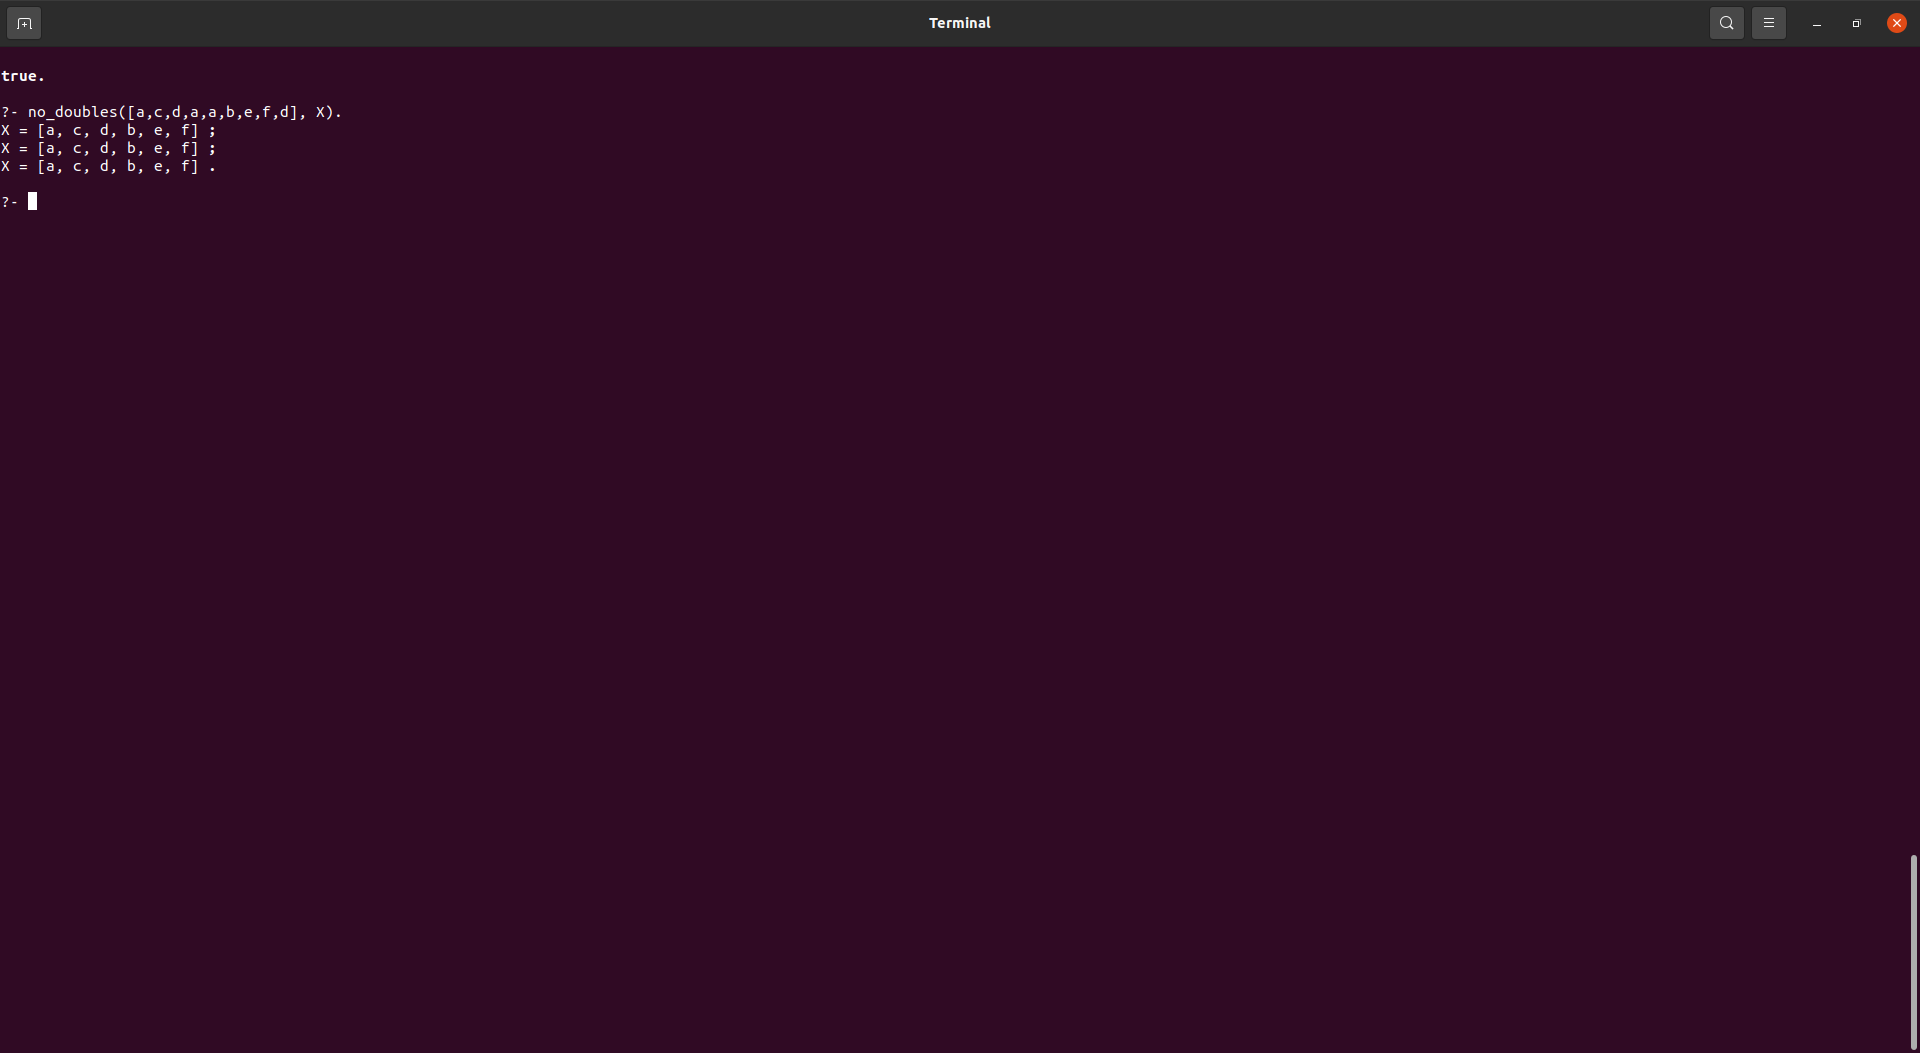 Terminal
true.
?- no_doubles([a,c,d,a,a,b,e,f,d], X).
X = [a, c, d, b, e, f] ;
X = [a, c, d, b, e, f] ;
X = [a, c, d, b, e, f] .
?-